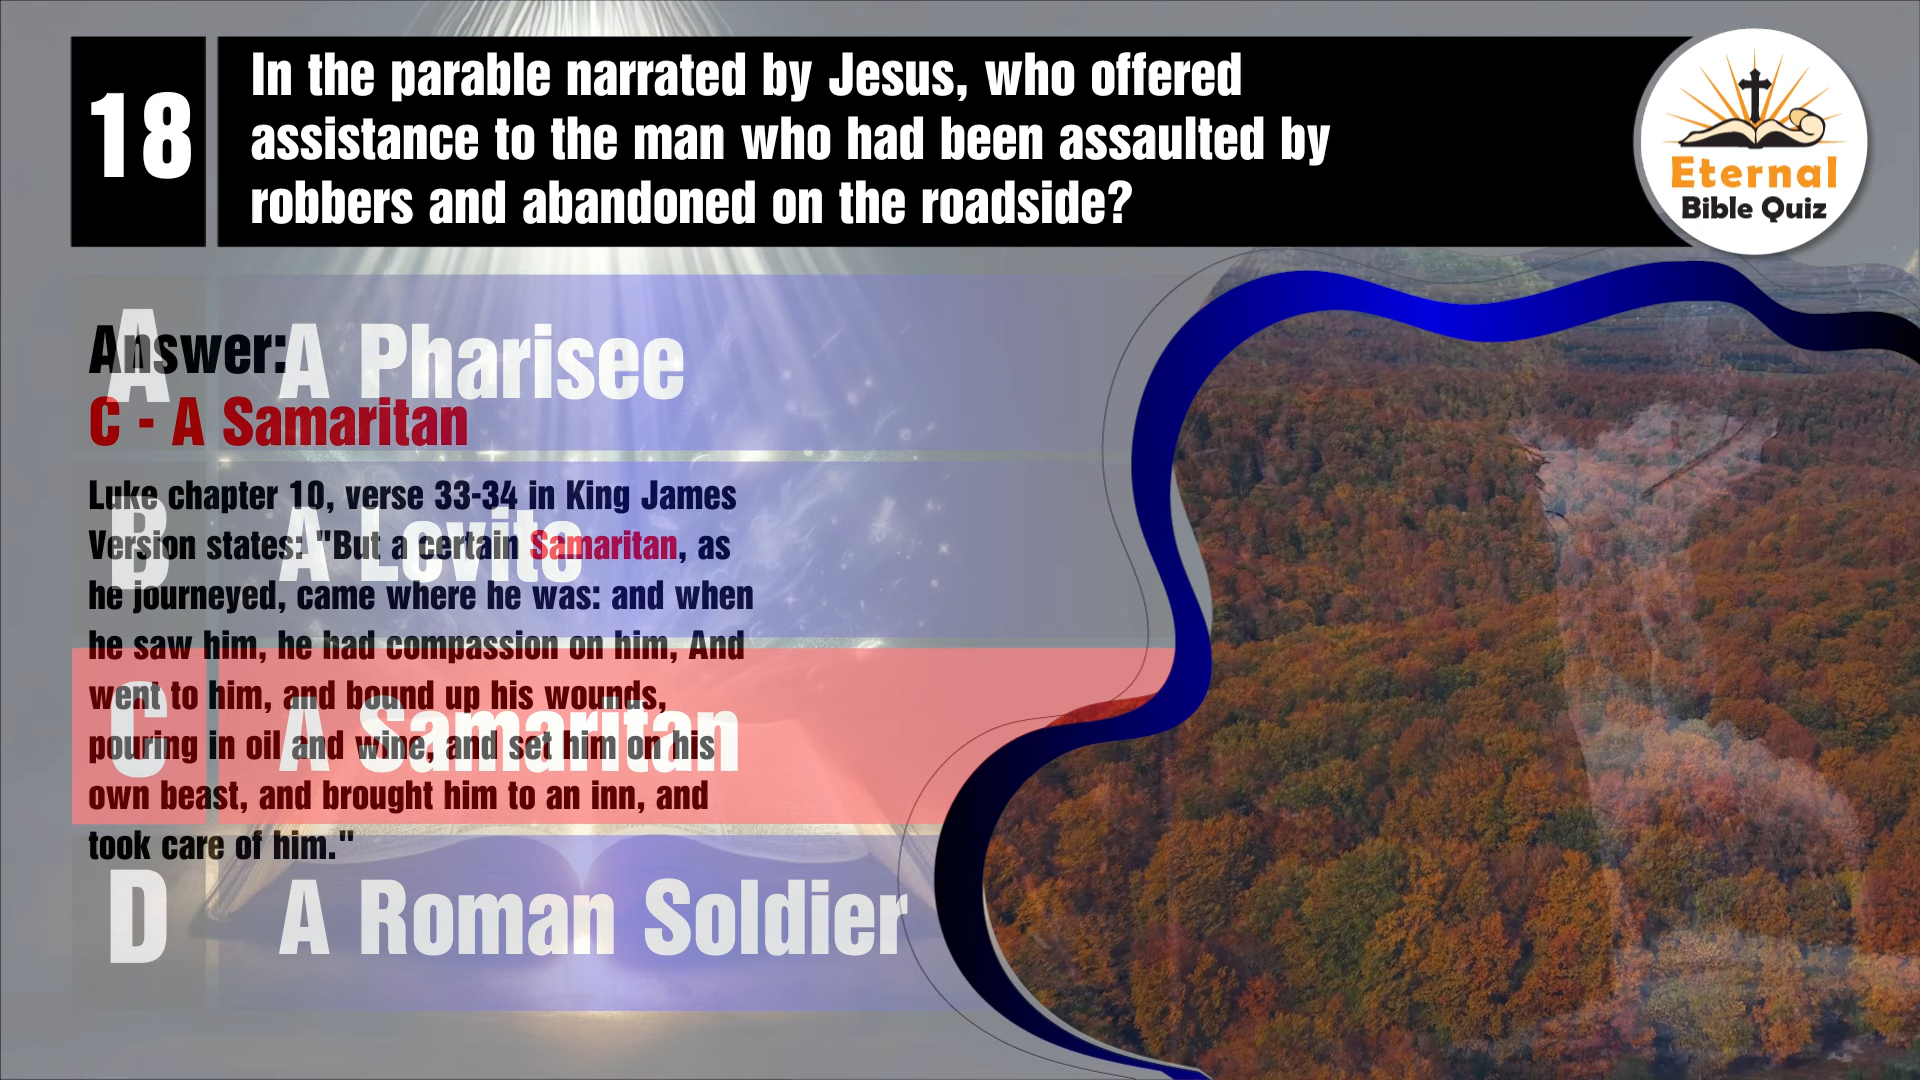 18
In the parable narrated by Jesus, who offered
assistance to the man who had been assaulted by
robbers and abandoned on the roadside?
Eternal
Bible Quiz
A A Pharisee
B A Levite
C A Samaritan
D A Roman Soldier
Answer:
C - A Samaritan
Luke chapter 10, verse 33-34 in King James
Version states: "But a certain Samaritan, as
he journeyed, came where he was: and when
he saw him, he had compassion on him, And
went to him, and bound up his wounds,
pouring in oil and wine, and set him on his
own beast, and brought him to an inn, and
took care of him."